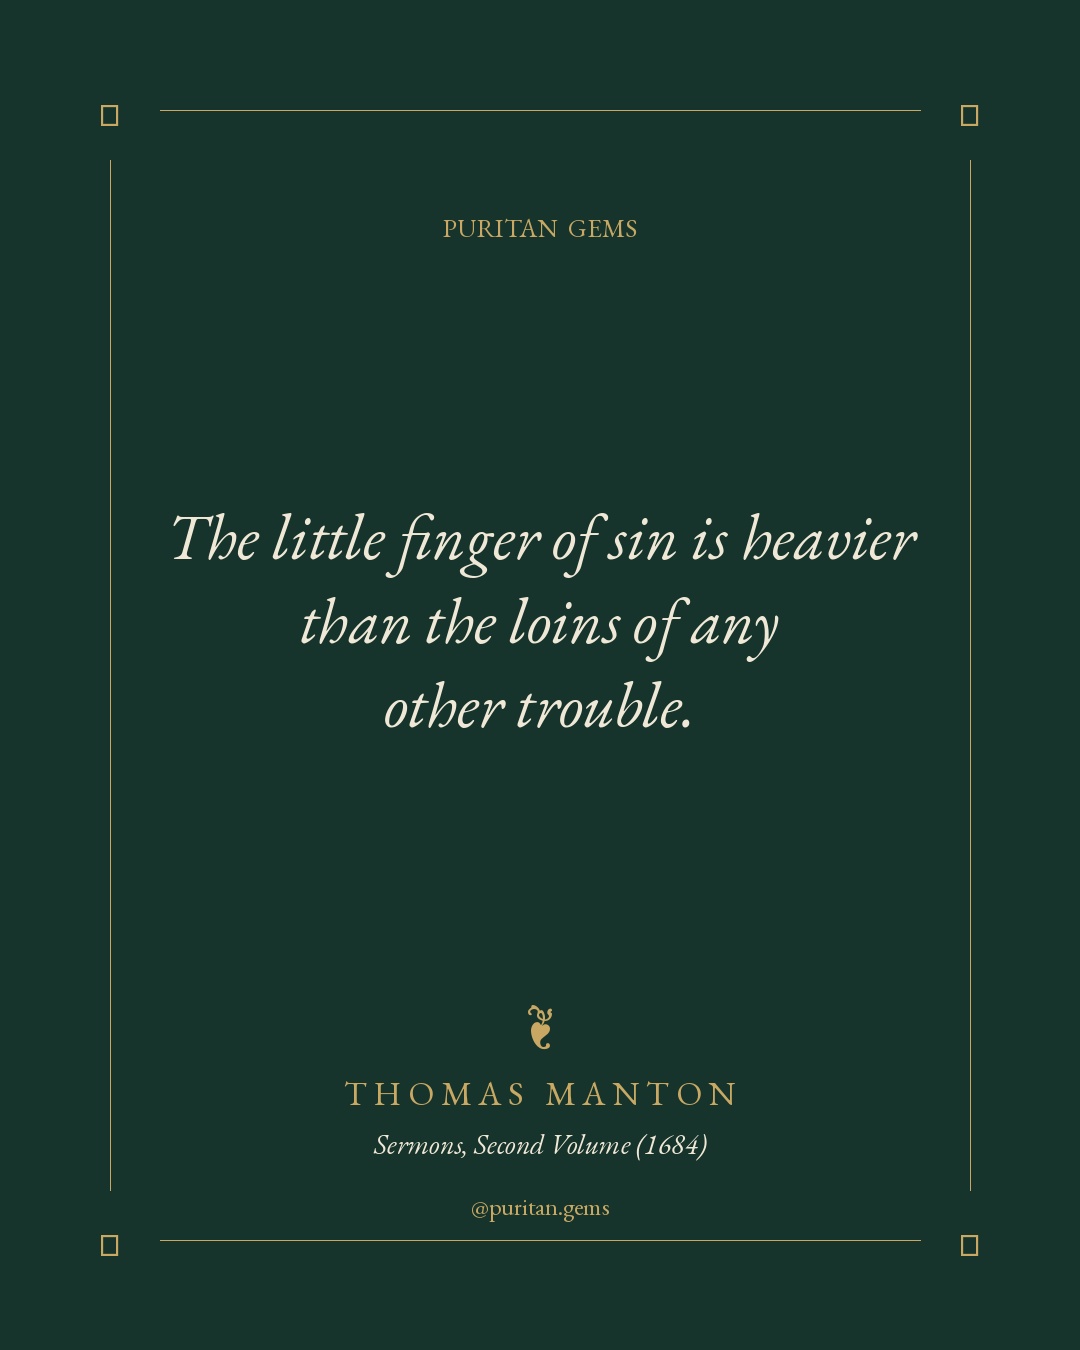 PURITAN GEMS
The little finger of sin is heavier
than the loins of any
other trouble.
THOMAS MANTON
Sermons, Second Volume (1684)
@puritan.gems